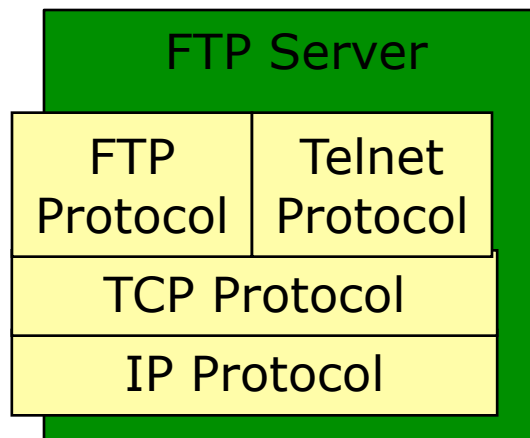 FTP Server
FTP Telnet
Protocol Protocol
TCP Protocol
IP Protocol